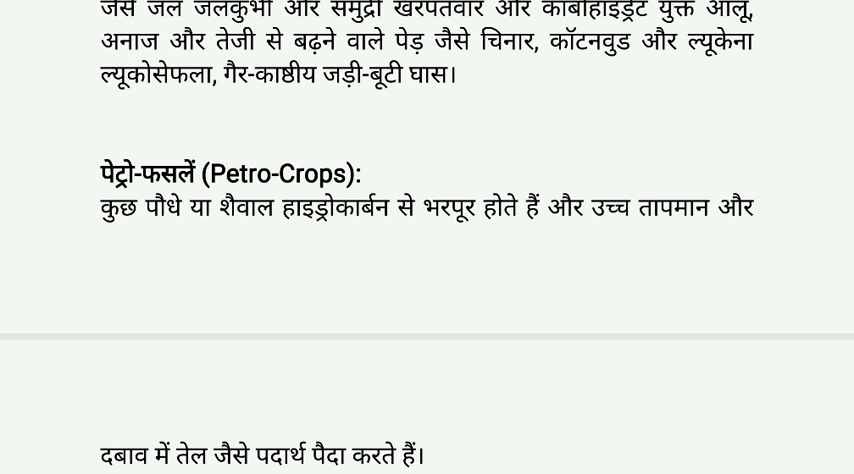 जैसे जल जलकुंभी और समुद्री खरपतवार और कार्बोहाइड्रेट युक्त आलू,
अनाज और तेजी से बढ़ने वाले पेड़ जैसे चिनार, कॉटनवुड और ल्यूकेना
ल्यूकोसेफला, गैर-काष्ठीय जड़ी-बूटी घास।
पेट्रो-फसलें (Petro-Crops):
कुछ पौधे या शैवाल हाइड्रोकार्बन से भरपूर होते हैं और उच्च तापमान और
दबाव में तेल जैसे पदार्थ पैदा करते हैं।